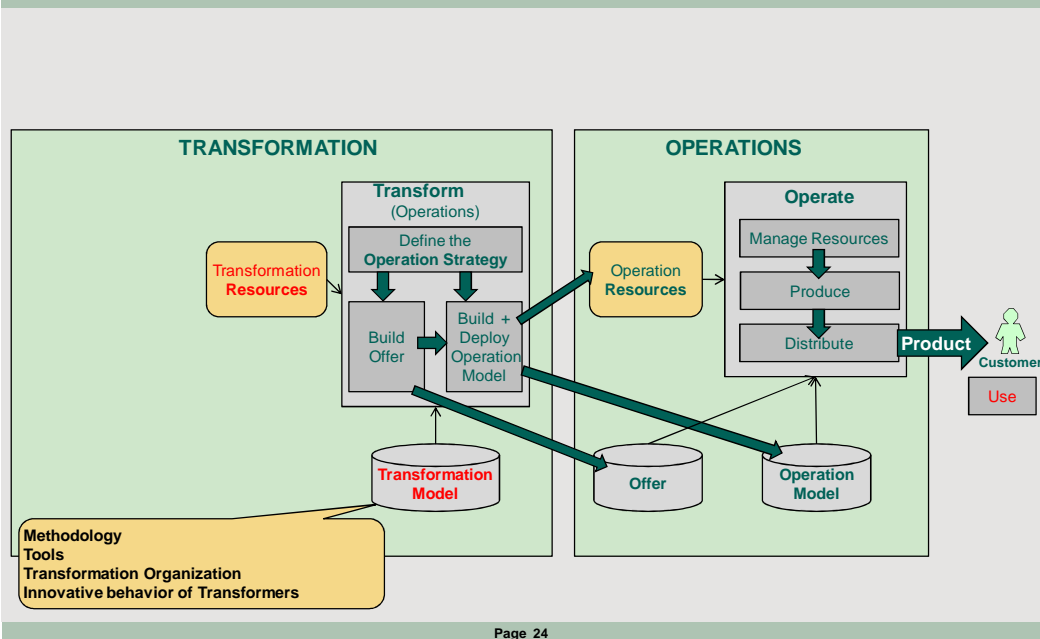 TRANSFORMATION
Transform
(Operations)
Define the
Operation Strategy
Transformation
Resources
Build
Offer
Build +
Deploy
Operation
Model
Transformation
Model
Methodology
Tools
Transformation Organization
Innovative behavior of Transformers
OPERATIONS
Operate
Manage Resources
Operation
Resources
Produce
Distribute
Product
Customer
Use
Offer
Operation
Model
Page 24